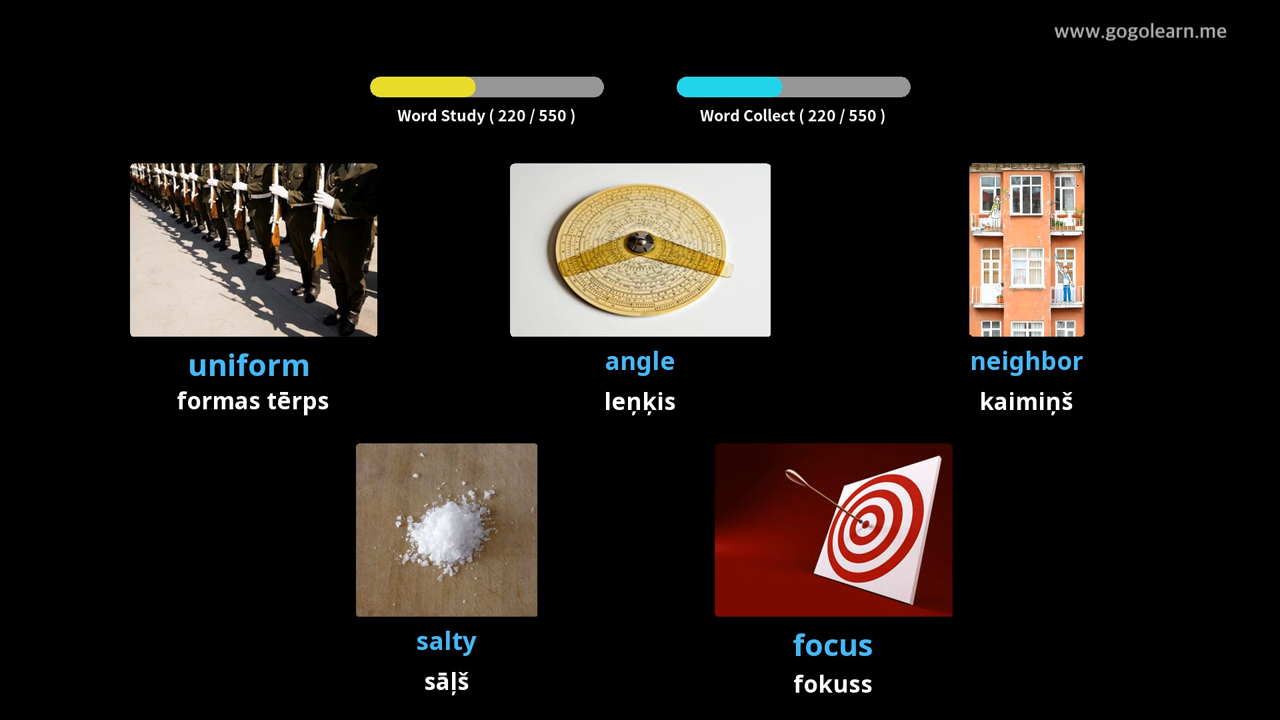 www.gogolearn.me
Word Study ( 220 / 550 )
Word Collect ( 220 / 550 )
uniform
formas tērps
angle
leņķis
neighbor
kaimiņš
salty
sāļš
focus
fokuss